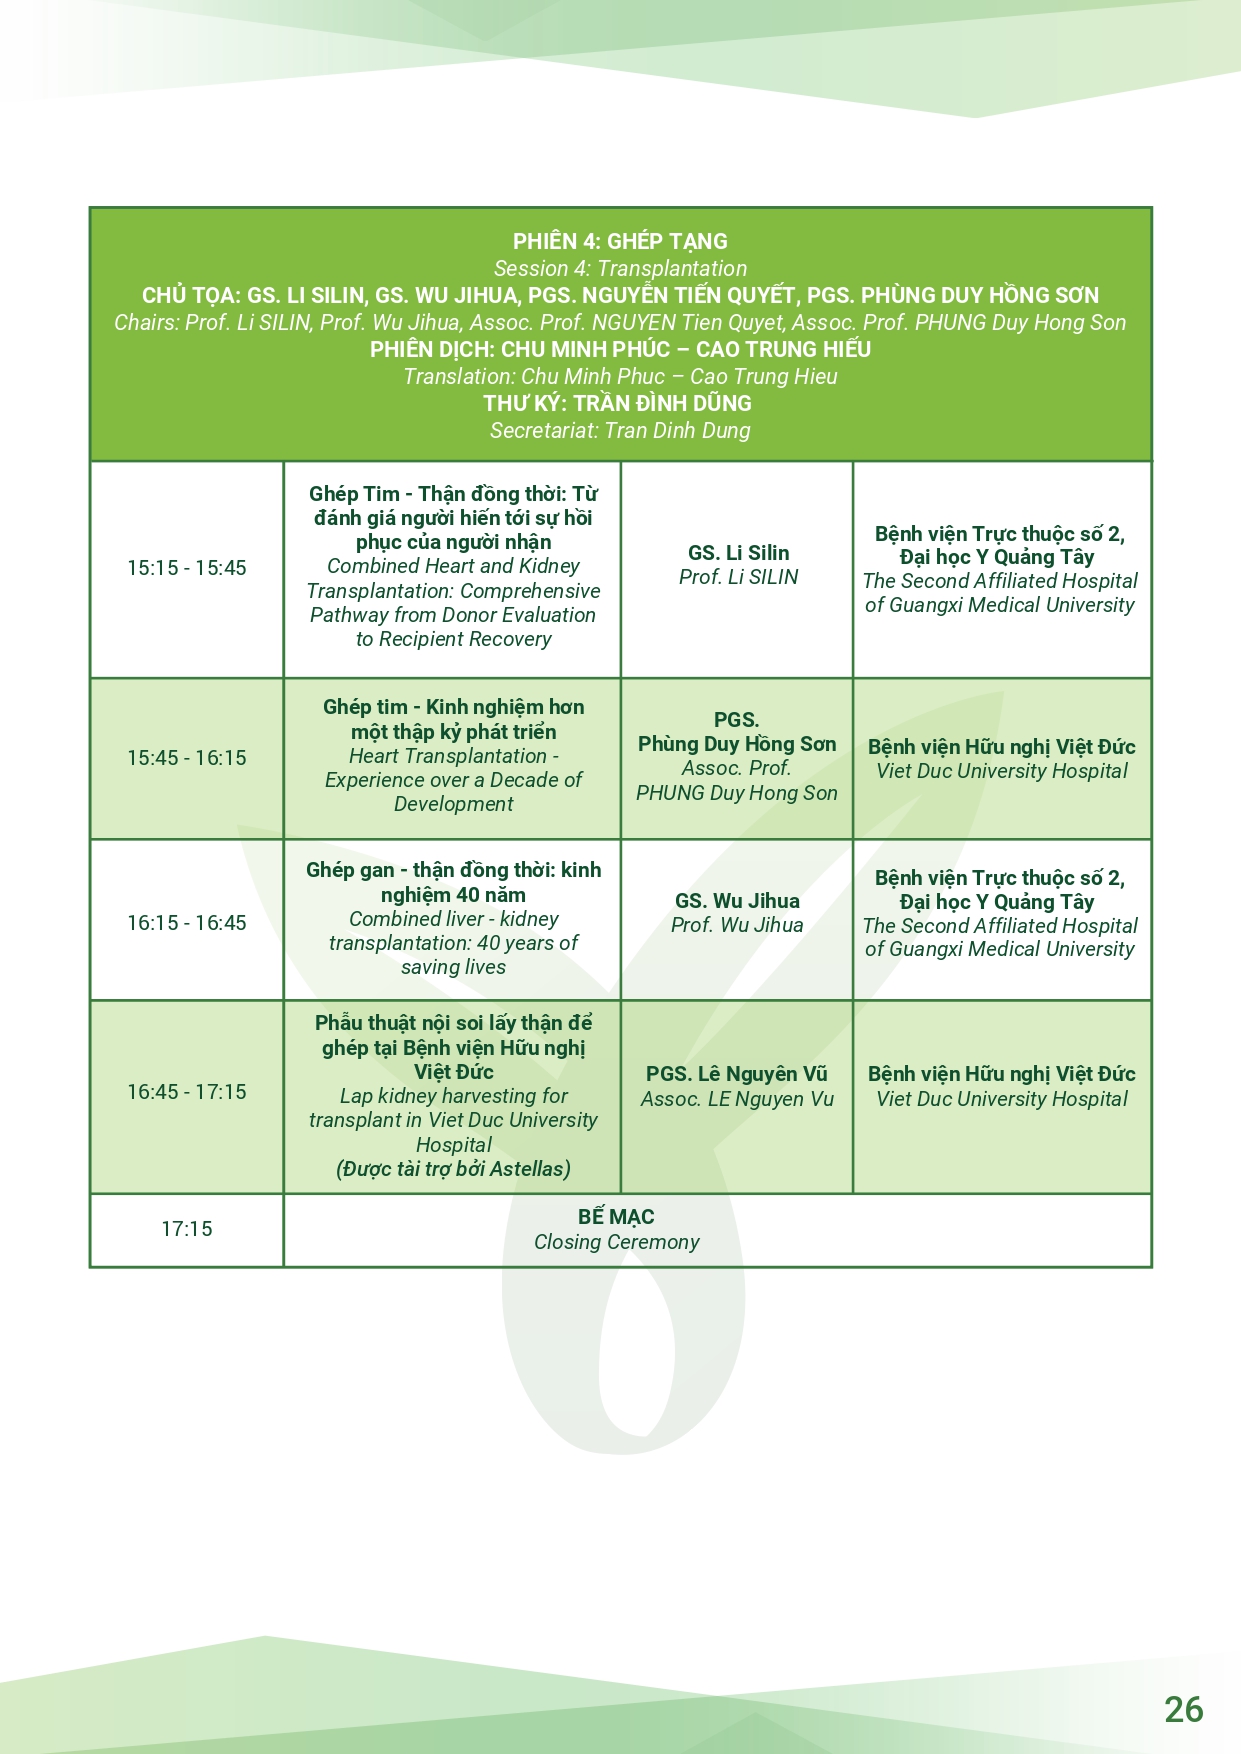 PHIÊN 4: GHÉP TẠNG
Session 4: Transplantation
CHỦ TỌA: GS. LI SILIN, GS. WU JIHUA, PGS. NGUYỄN TIẾN QUYẾT, PGS. PHÙNG DUY HỒNG SƠN
Chairs: Prof. Li SILIN, Prof. Wu Jihua, Assoc. Prof. NGUYEN Tien Quyet, Assoc. Prof. PHUNG Duy Hong Son
PHIÊN DỊCH: CHU MINH PHÚC – CAO TRUNG HIẾU
Translation: Chu Minh Phuc – Cao Trung Hieu
THƯ KÝ: TRẦN ĐÌNH DŨNG
Secretariat: Tran Dinh Dung
15:15 - 15:45
Ghép Tim - Thận đồng thời: Từ
đánh giá người hiến tới sự hồi
phục của người nhận
Combined Heart and Kidney
Transplantation: Comprehensive
Pathway from Donor Evaluation
to Recipient Recovery
GS. Li Silin
Prof. Li SILIN
Bệnh viện Trực thuộc số 2,
Đại học Y Quảng Tây
The Second Affiliated Hospital
of Guangxi Medical University
15:45 - 16:15
Ghép tim - Kinh nghiệm hơn
một thập kỷ phát triển
Heart Transplantation -
Experience over a Decade of
Development
PGS.
Phùng Duy Hồng Sơn
Assoc. Prof.
PHUNG Duy Hong Son
Bệnh viện Hữu nghị Việt Đức
Viet Duc University Hospital
16:15 - 16:45
Ghép gan - thận đồng thời: kinh
nghiệm 40 năm
Combined liver - kidney
transplantation: 40 years of
saving lives
GS. Wu Jihua
Prof. Wu Jihua
Bệnh viện Trực thuộc số 2,
Đại học Y Quảng Tây
The Second Affiliated Hospital
of Guangxi Medical University
16:45 - 17:15
Phẫu thuật nội soi lấy thận để
ghép tại Bệnh viện Hữu nghị
Việt Đức
Lap kidney harvesting for
transplant in Viet Duc University
Hospital
(Được tài trợ bởi Astellas)
PGS. Lê Nguyên Vũ
Assoc. LE Nguyen Vu
Bệnh viện Hữu nghị Việt Đức
Viet Duc University Hospital
17:15
BẾ MẠC
Closing Ceremony
26